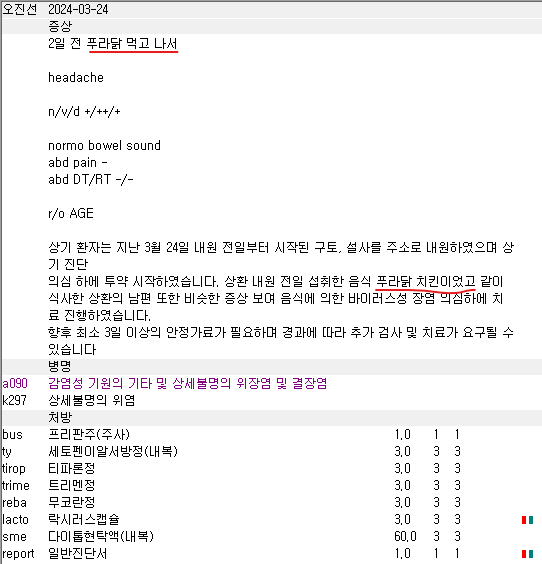 오진선 2024-03-24
증상
2일 전 푸라닭 먹고 나서
headache
n/v/d +/++/+
normo bowel sound
abd pain -
abd DT/RT -/-
r/o AGE
상기 환자는 지난 3월 24일 내원 전일부터 시작된 구토, 설사를 주소로 내원하였으며 상
기 진단
의심 하에 투약 시작하였습니다. 상환 내원 전일 섭취한 음식 푸라닭 치킨이었고 같이
식사한 상환의 남편 또한 비슷한 증상 보여 음식에 의한 바이러스성 장염 의심하에 치
료 진행하였습니다.
향후 최소 3일 이상의 안정가료가 필요하며 경과에 따라 추가 검사 및 치료가 요구될 수
있습니다
병명
a090 감염성 기원의 기타 및 상세불명의 위장염 및 결장염
k297 상세불명의 위염
처방
bus 프리판주(주사) 1.0 1 1
ty 세토펜이알서방정(내복) 3.0 3 3
tirop 티파론정 3.0 3 3
trime 트리멘정 3.0 3 3
reba 무코란정 3.0 3 3
lacto 락시러스캡슐 3.0 3 3
sme 다이톱현탁액(내복) 60.0 3 3
report 일반진단서 1.0 1 1